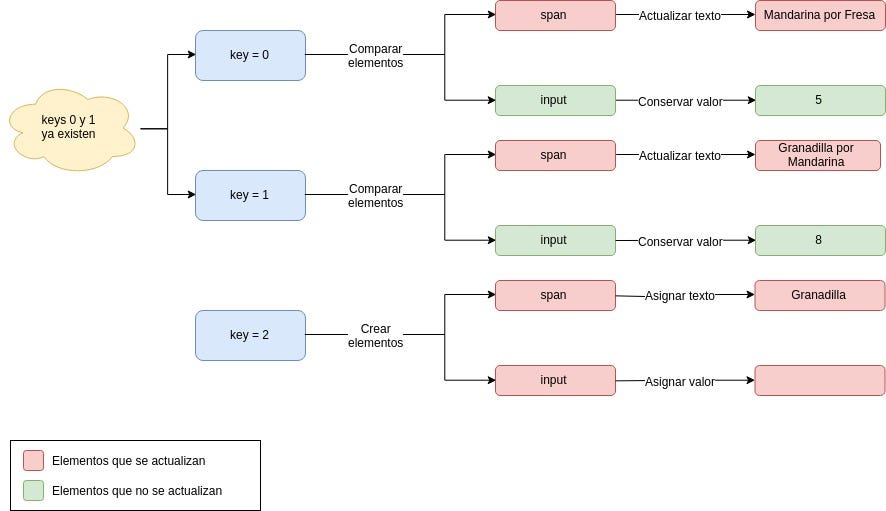 keys 0 y 1
ya existen
key = 0
Comparar
elementos
span
Actualizar texto
Mandarina por Fresa
input
Conservar valor
5
key = 1
Comparar
elementos
span
Actualizar texto
Granadilla por
Mandarina
input
Conservar valor
8
key = 2
Crear
elementos
span
Asignar texto
Granadilla
input
Asignar valor
Elementos que se actualizan
Elementos que no se actualizan